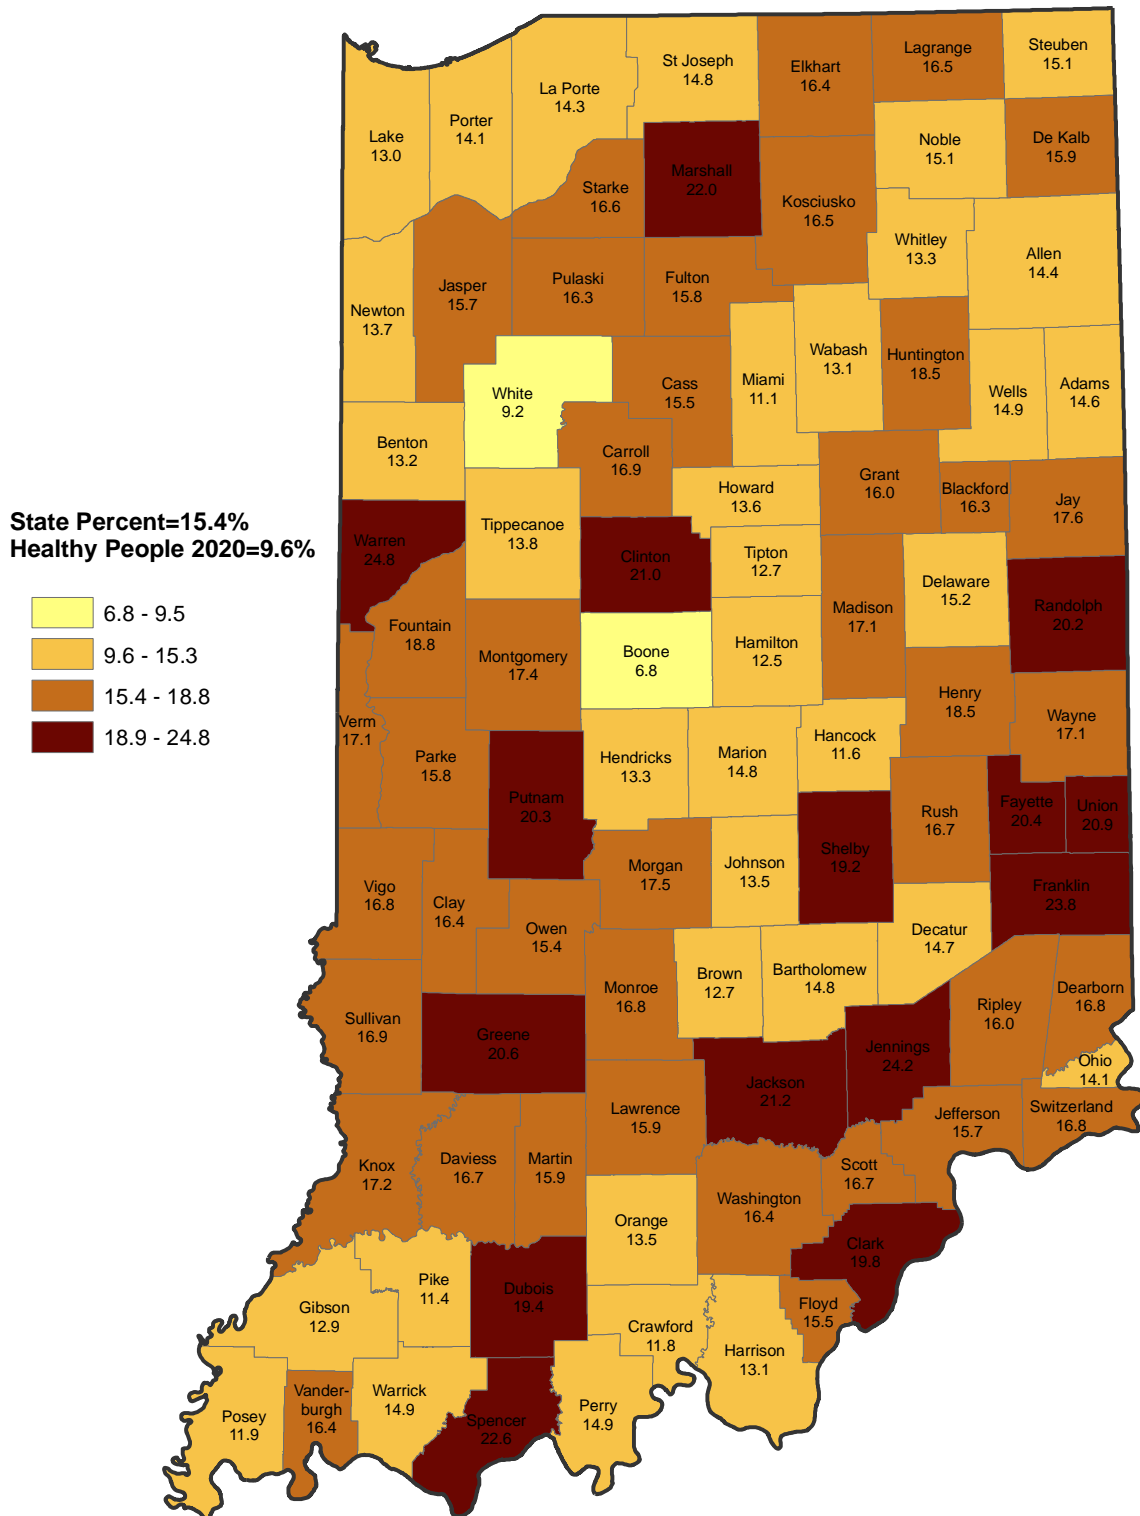 St Joseph
14.8
Elkhart
16.4
Lagrange
16.5
Steuben
15.1
La Porte
14.3
Porter
14.1
Lake
13.0
Noble
15.1
De Kalb
15.9
Marshall
22.0
Starke
16.6
Kosciusko
16.5
Whitley
13.3
Allen
14.4
Jasper
15.7
Pulaski
16.3
Fulton
15.8
Newton
13.7
Wabash
13.1
Huntington
18.5
Miami
11.1
Cass
15.5
White
9.2
Wells
14.9
Adams
14.6
Benton
13.2
Carroll
16.9
Grant
16.0
Blackford
16.3
Jay
17.6
Howard
13.6
State Percent=15.4%
Healthy People 2020=9.6%
6.8 - 9.5
9.6 - 15.3
15.4 - 18.8
18.9 - 24.8
Warren
24.8
Tippecanoe
13.8
Clinton
21.0
Tipton
12.7
Delaware
15.2
Randolph
20.2
Madison
17.1
Fountain
18.8
Montgomery
17.4
Boone
6.8
Hamilton
12.5
Henry
18.5
Wayne
17.1
Verm
17.1
Parke
15.8
Hendricks
13.3
Marion
14.8
Hancock
11.6
Putnam
20.3
Rush
16.7
Fayette
20.4
Union
20.9
Shelby
19.2
Morgan
17.5
Johnson
13.5
Franklin
23.8
Vigo
16.8
Clay
16.4
Owen
15.4
Decatur
14.7
Brown
12.7
Bartholomew
14.8
Monroe
16.8
Dearborn
16.8
Ripley
16.0
Sullivan
16.9
Greene
20.6
Jennings
24.2
Ohio
14.1
Jackson
21.2
Lawrence
15.9
Jefferson
15.7
Switzerland
16.8
Knox
17.2
Daviess
16.7
Martin
15.9
Scott
16.7
Washington
16.4
Orange
13.5
Clark
19.8
Pike
11.4
Dubois
19.4
Gibson
12.9
Floyd
15.5
Crawford
11.8
Harrison
13.1
Vander-
burgh
16.4
Warrick
14.9
Posey
11.9
Spencer
22.6
Perry
14.9